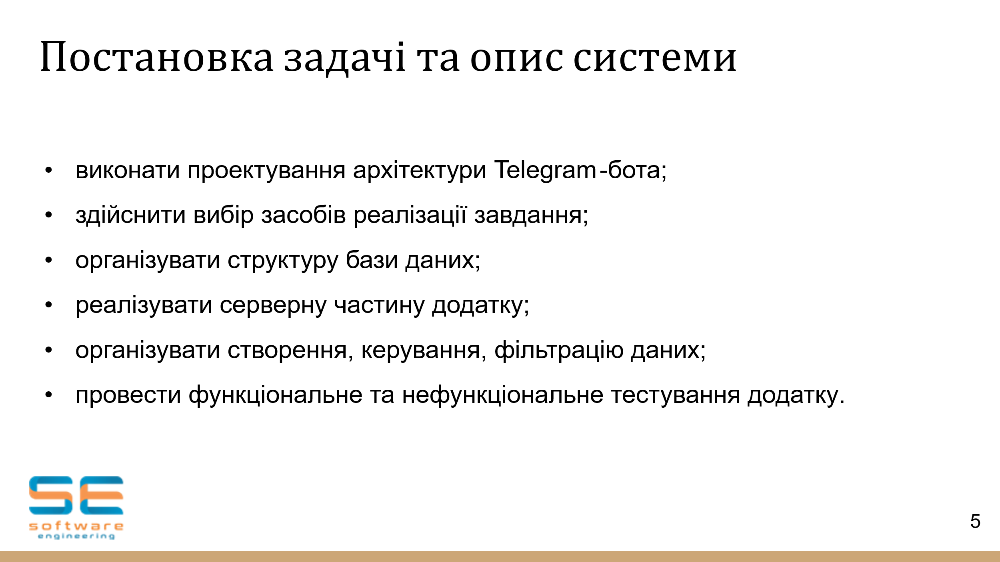 Постановка задачі та опис системи
• виконати проектування архітектури Telegram-бота;
• здійснити вибір засобів реалізації завдання;
• організувати структуру бази даних;
• реалізувати серверну частину додатку;
• організувати створення, керування, фільтрацію даних;
• провести функціональне та нефункціональне тестування додатку.
SE
software
engineering
5